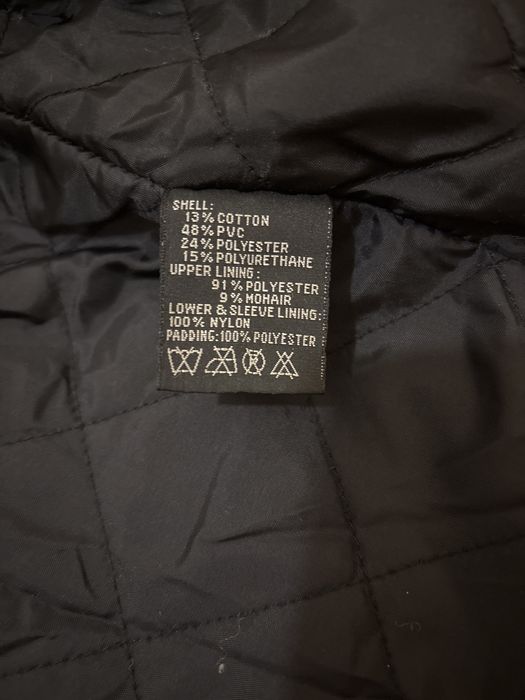 SHELL:
13% COTTON
48% PVC
24% POLYESTER
15% POLYURETHANE
UPPER LINING:
91% POLYESTER
9% MOHAIR
LOWER & SLEEVE LINING:
100% NYLON
PADDING: 100% POLYESTER